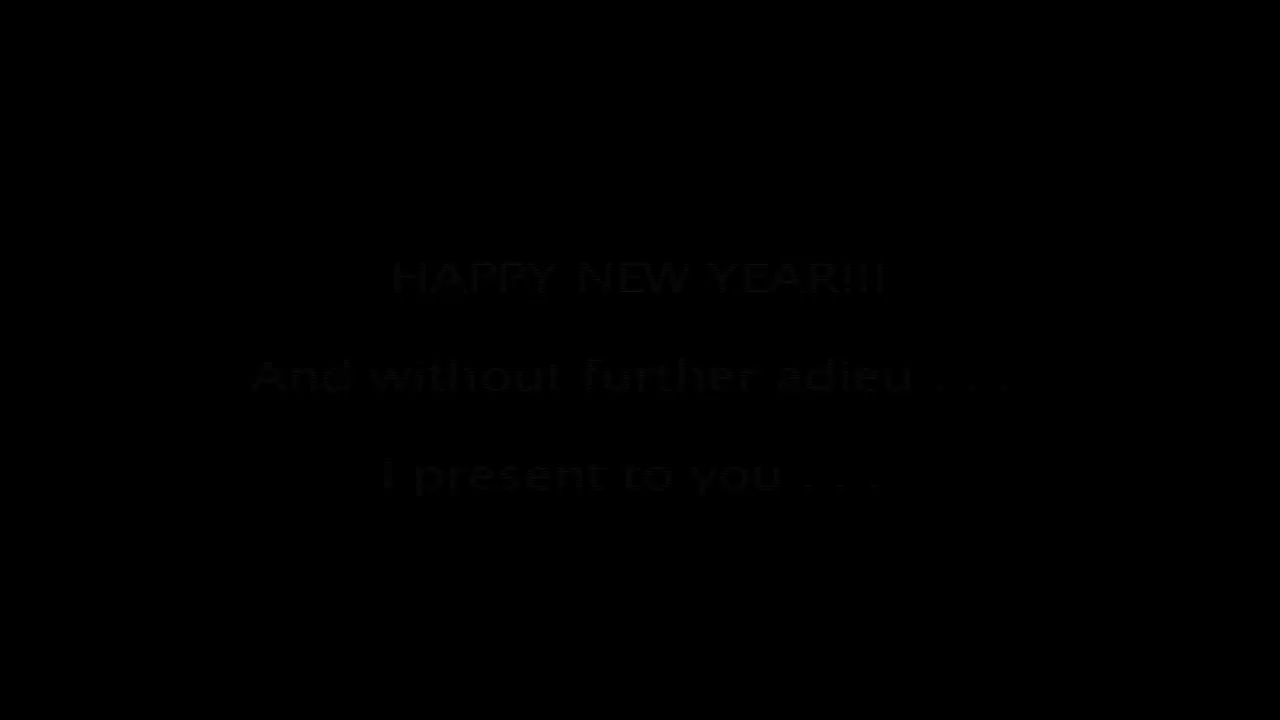 HAPPY NEW YEAR!!!
And without further adieu . . .
I present to you . . .